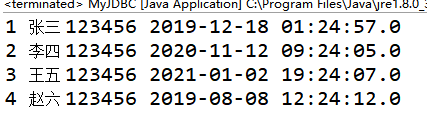 <terminated> MyJDBC [Java Application] C:\Program Files\Java\jre1.8.0_3
1 张三 123456 2019-12-18 01:24:57.0
2 李四 123456 2020-11-12 09:24:05.0
3 王五 123456 2021-01-02 19:24:07.0
4 赵六 123456 2019-08-08 12:24:12.0